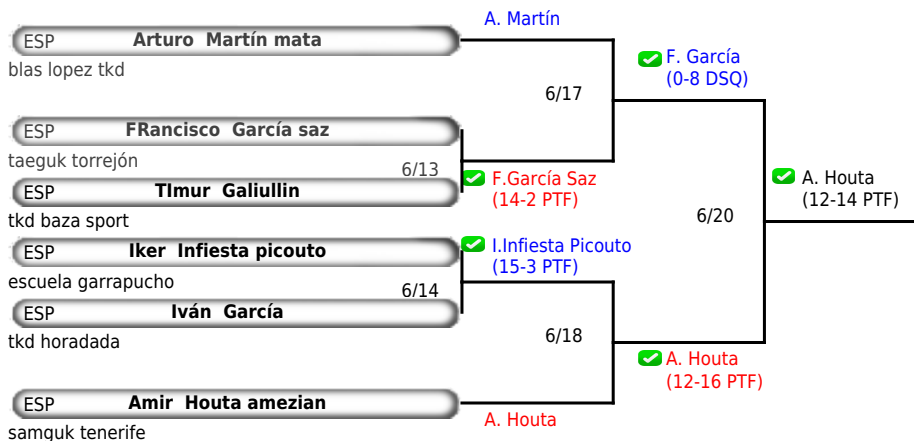 A. Martín
ESP Arturo Martín mata
blas lopez tkd
F. García
(0-8 DSQ)
6/17
ESP FRancisco García saz
taeguk torrejón
6/13
F.García Saz
(14-2 PTF)
ESP TImur Galiullin
tkd baza sport
A. Houta
(12-14 PTF)
6/20
ESP Iker Infiesta picouto
I.Infiesta Picouto
(15-3 PTF)
escuela garrapucho
6/14
ESP Iván García
tkd horadada
6/18
A. Houta
(12-16 PTF)
ESP Amir Houta amezian
A. Houta
samguk tenerife